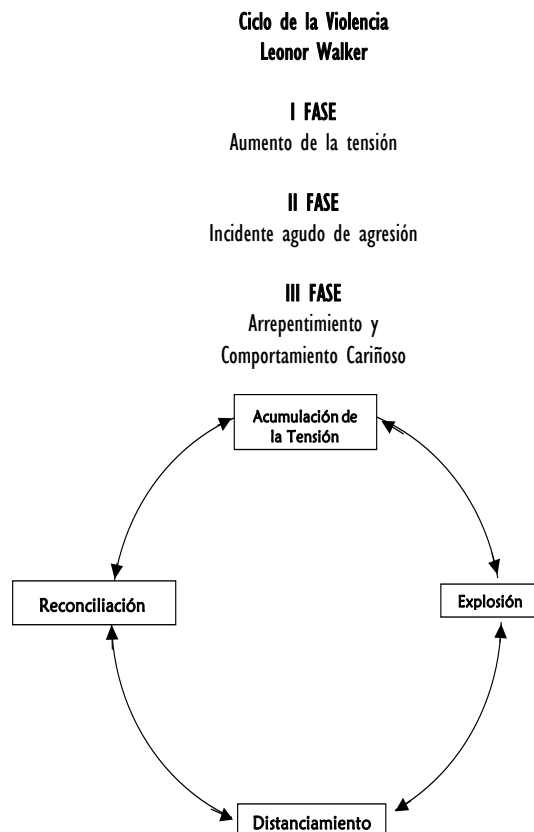 Ciclo de la Violencia
Leonor Walker
I FASE
Aumento de la tensión
II FASE
Incidente agudo de agresión
III FASE
Arrepentimiento y
Comportamiento Cariñoso
Acumulación de
la Tensión
Reconciliación
Explosión
Distanciamiento